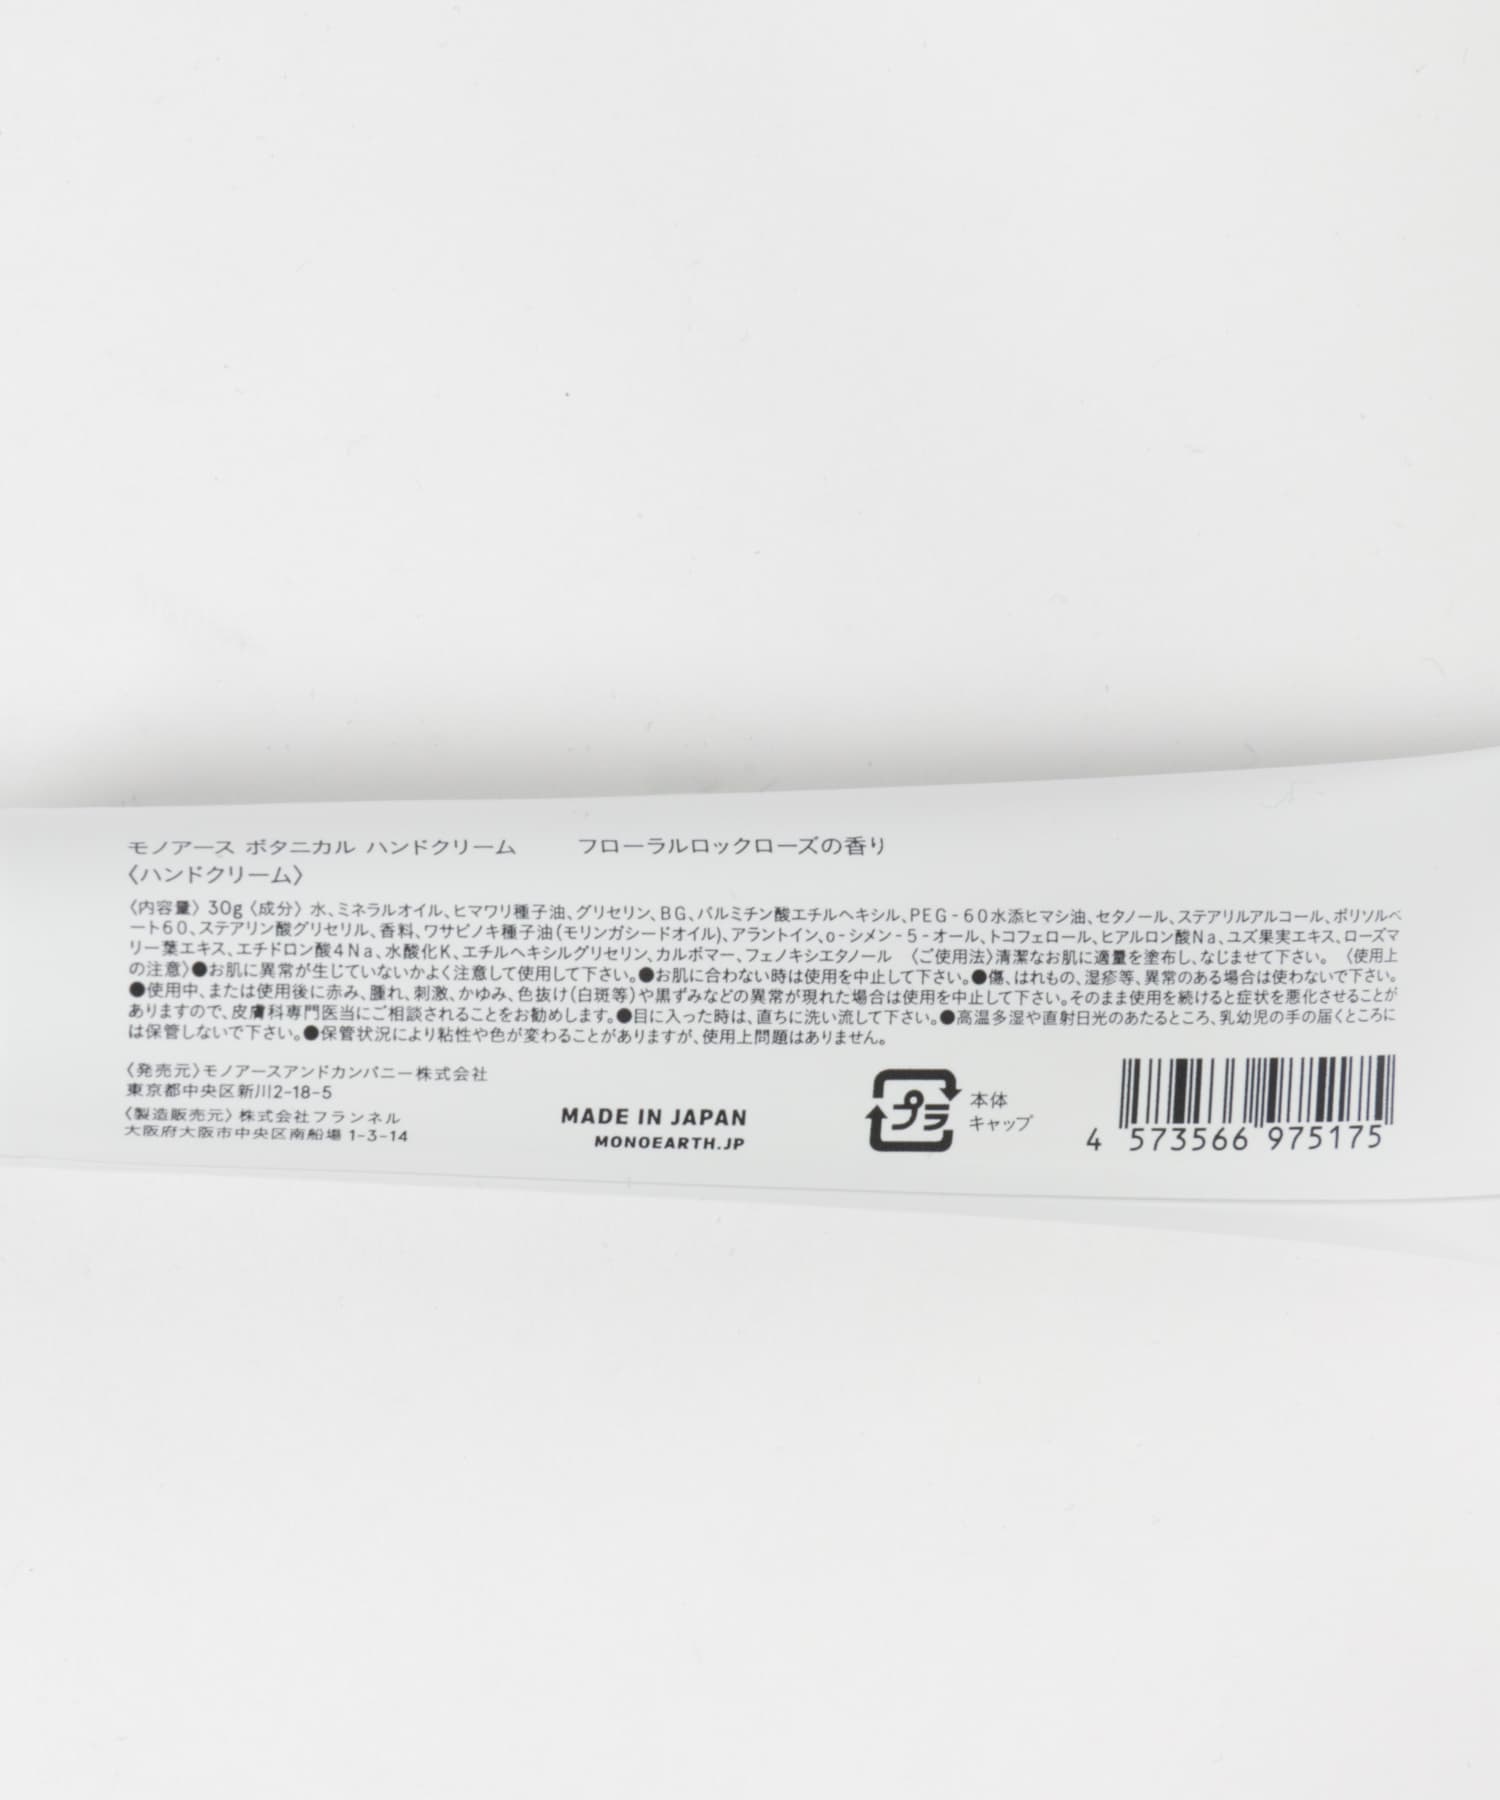 モノアース ボタニカル ハンドクリーム　フローラルロックローズの香り
〈ハンドクリーム〉
〈内容量〉30g〈成分〉水、ミネラルオイル、ヒマワリ種子油、グリセリン、BG、パルミチン酸エチルヘキシル、PEG-60水添ヒマシ油、セタノール、ステアリルアルコール、ポリソルベ
ート60、ステアリン酸グリセリル、香料、ワサビノキ種子油(モリンガシードオイル)、アラントイン、o-シメン-5-オール、トコフェロール、ヒアルロン酸Na、ユズ果実エキス、ローズマ
リー葉エキス、エチドロン酸4Na、水酸化K、エチルヘキシルグリセリン、カルボマー、フェノキシエタノール　〈ご使用法〉清潔なお肌に適量を塗布し、なじませて下さい。　〈使用上
の注意〉●お肌に異常が生じていないかよく注意して使用して下さい。●お肌に合わない時は使用を中止して下さい。●傷、はれもの、湿疹等、異常のある場合は使わないで下さい。
●使用中、または使用後に赤み、腫れ、刺激、かゆみ、色抜け(白斑等)や黒ずみなどの異常が現れた場合は使用を中止して下さい。そのまま使用を続けると症状を悪化させることが
ありますので、皮膚科専門医当にご相談されることをお勧めします。●目に入った時は、直ちに洗い流して下さい。●高温多湿や直射日光のあたるところ、乳幼児の手の届くところに
は保管しないで下さい。●保管状況により粘性や色が変わることがありますが、使用上問題はありません。
〈発売元〉モノアースアンドカンパニー株式会社
東京都中央区新川2-18-5
〈製造販売元〉株式会社フランネル
大阪府大阪市中央区南船場 1-3-14
MADE IN JAPAN
MONOEARTH.JP
プラ
本体
キャップ
4 573566 975175